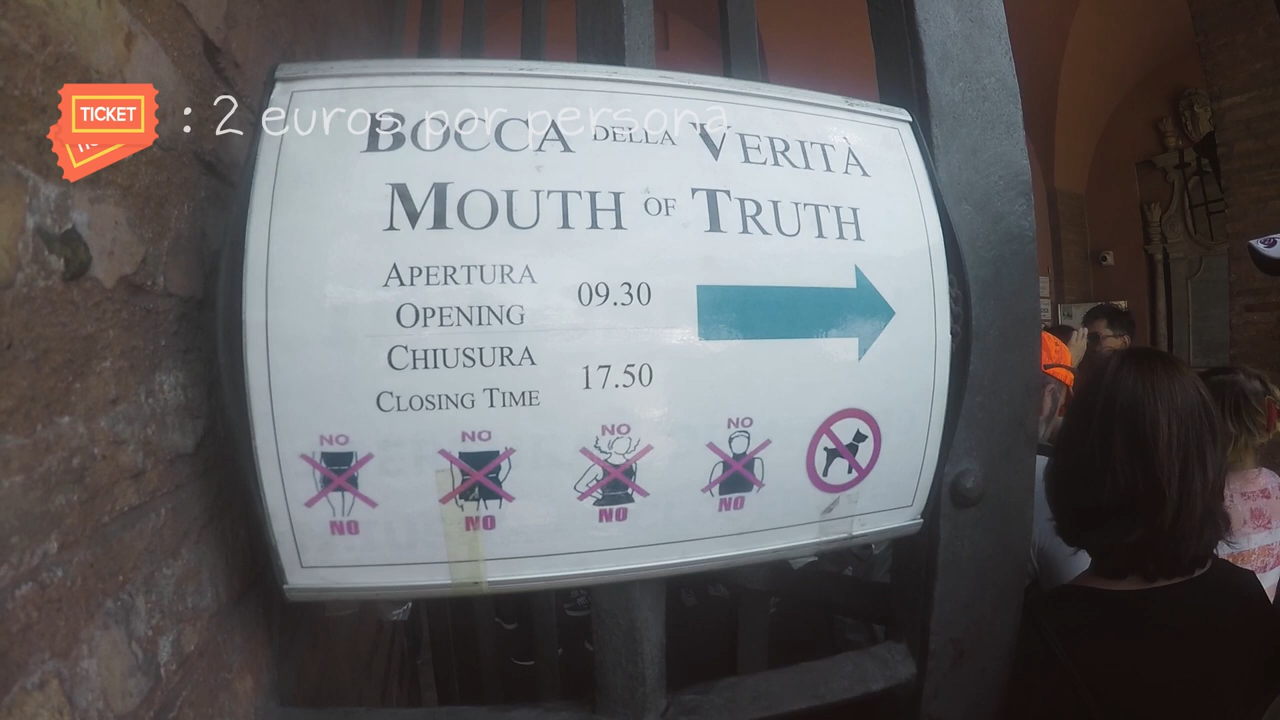 TICKET
: 2 euros por persona
BOCCA DELLA VERITÀ
MOUTH OF TRUTH
APERTURA
OPENING
09.30
CHIUSURA
CLOSING TIME
17.50
NO
NO
NO
NO
NO
NO
NO
NO